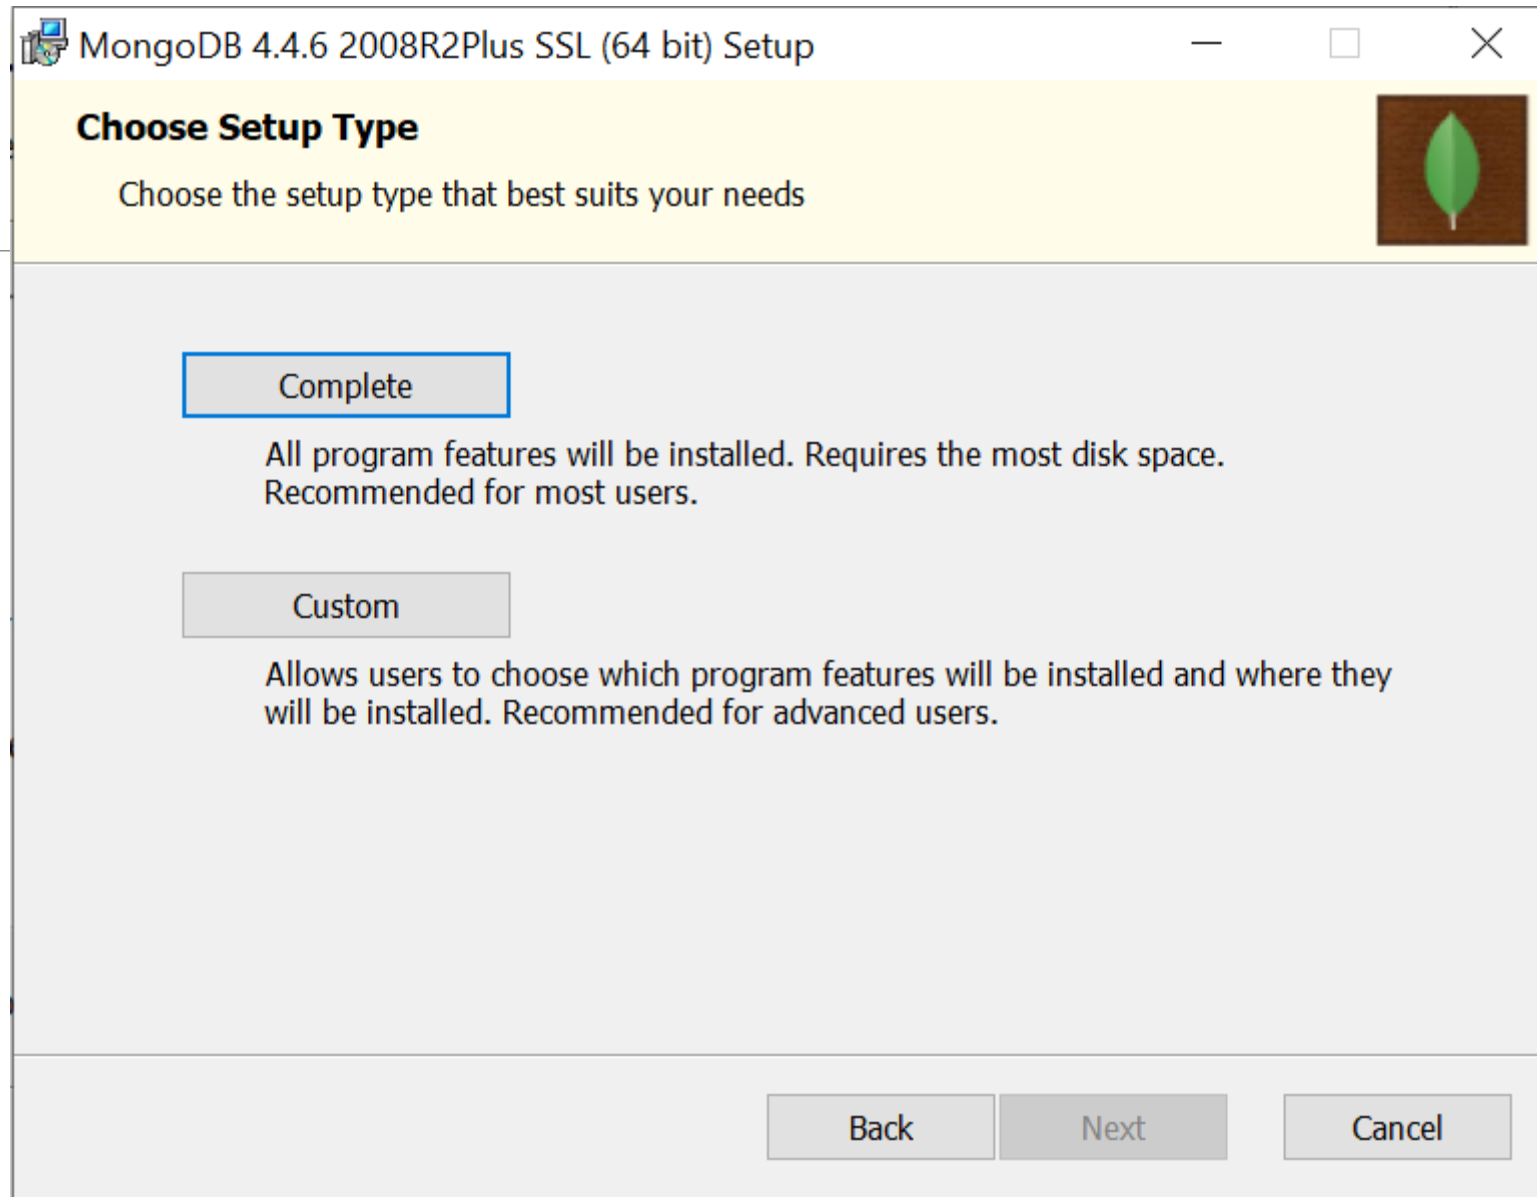 MongoDB 4.4.6 2008R2Plus SSL (64 bit) Setup
Choose Setup Type
Choose the setup type that best suits your needs
Complete
All program features will be installed. Requires the most disk space.
Recommended for most users.
Custom
Allows users to choose which program features will be installed and where they
will be installed. Recommended for advanced users.
Back
Next
Cancel